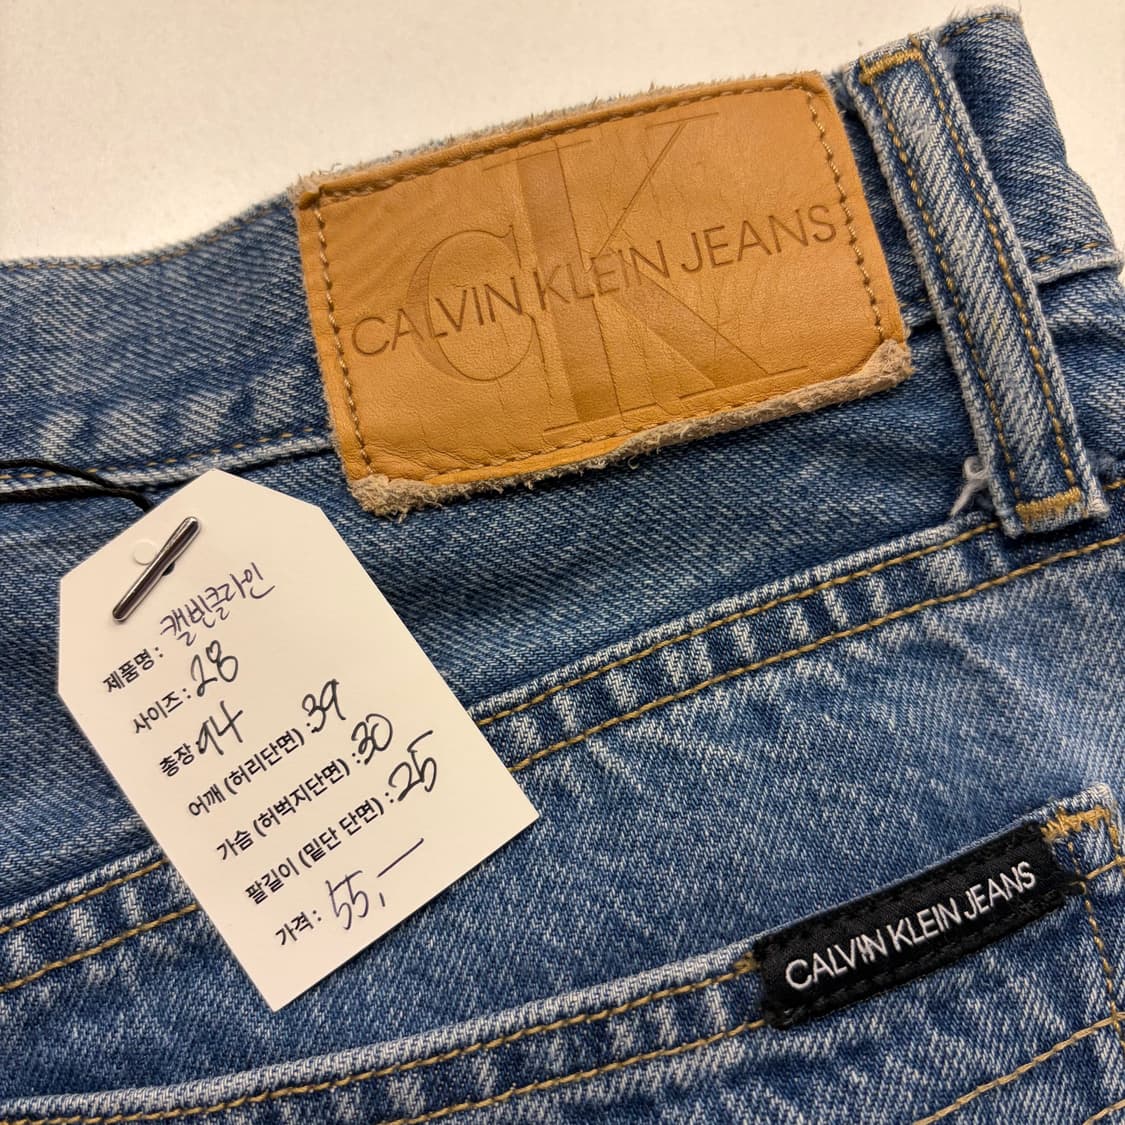 CK
CALVIN KLEIN JEANS
제품명 : 캘빈클라인
사이즈 : 28
총장 : 94
어깨 (허리단면) : 39
가슴 (허벅지단면) : 30
팔길이 (밑단 단면) : 25
가격 : 55,—
CALVIN KLEIN JEANS